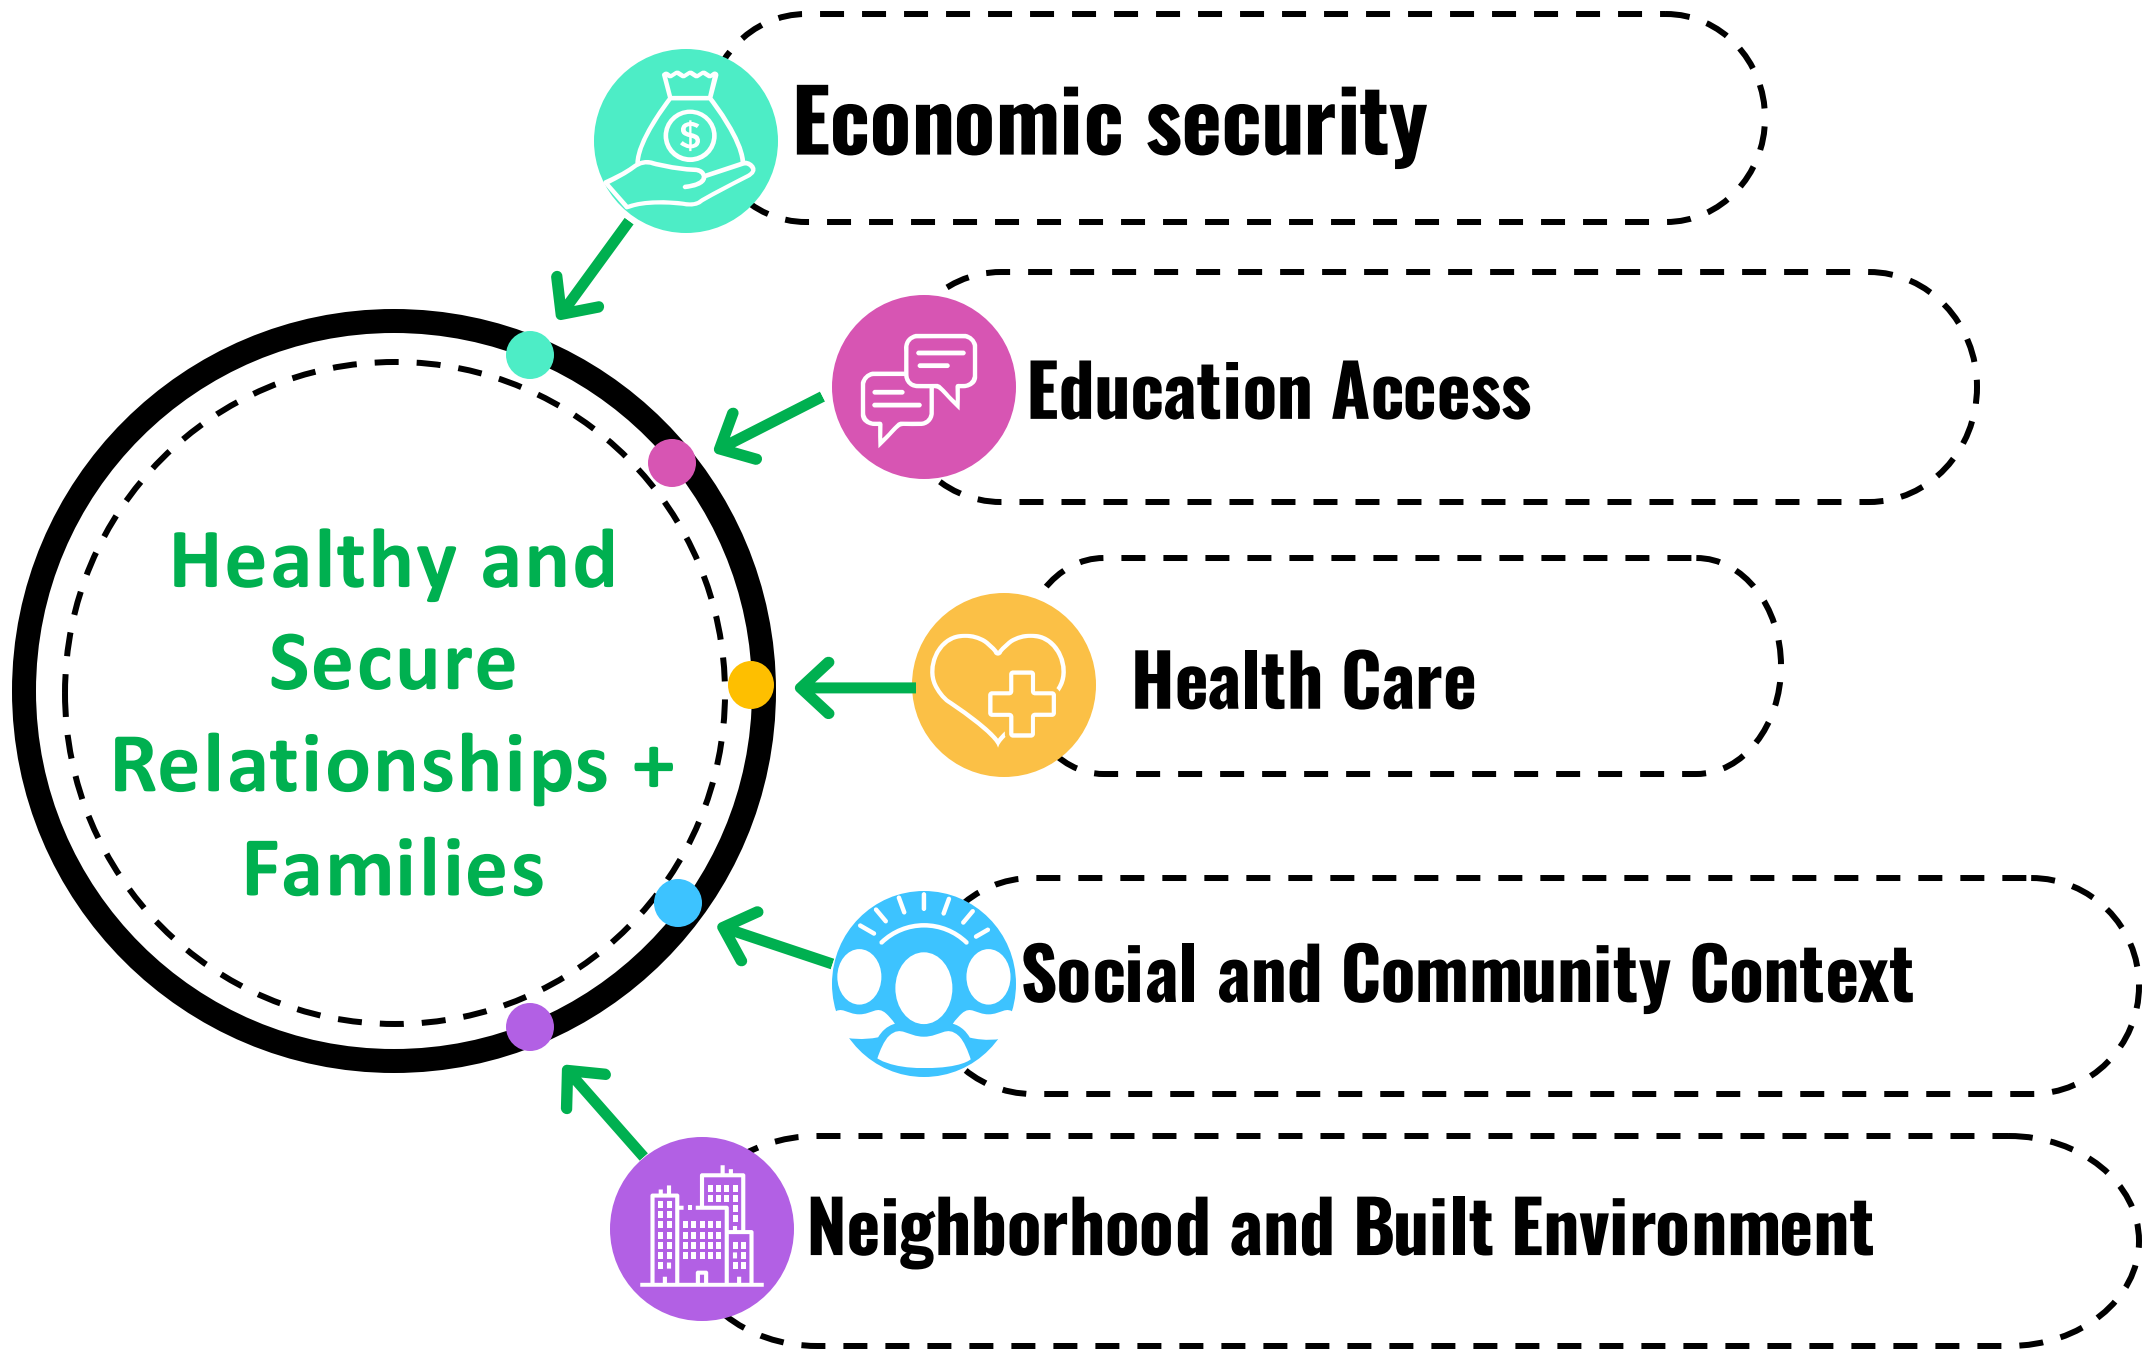 Economic security
Education Access
Healthy and
Secure
Relationships +
Families
Health Care
Social and Community Context
Neighborhood and Built Environment
$